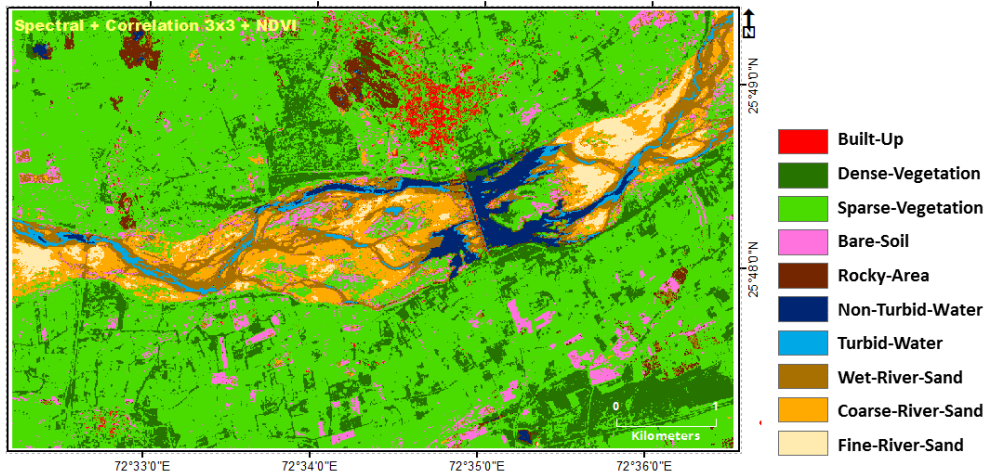 Spectral + Correlation 3x3 + NDVI
N
25°49'0"N
25°48'0"N
Built-Up
Dense-Vegetation
Sparse-Vegetation
Bare-Soil
Rocky-Area
Non-Turbid-Water
Turbid-Water
Wet-River-Sand
Coarse-River-Sand
Fine-River-Sand
0 1
Kilometers
72°33'0"E 72°34'0"E 72°35'0"E 72°36'0"E